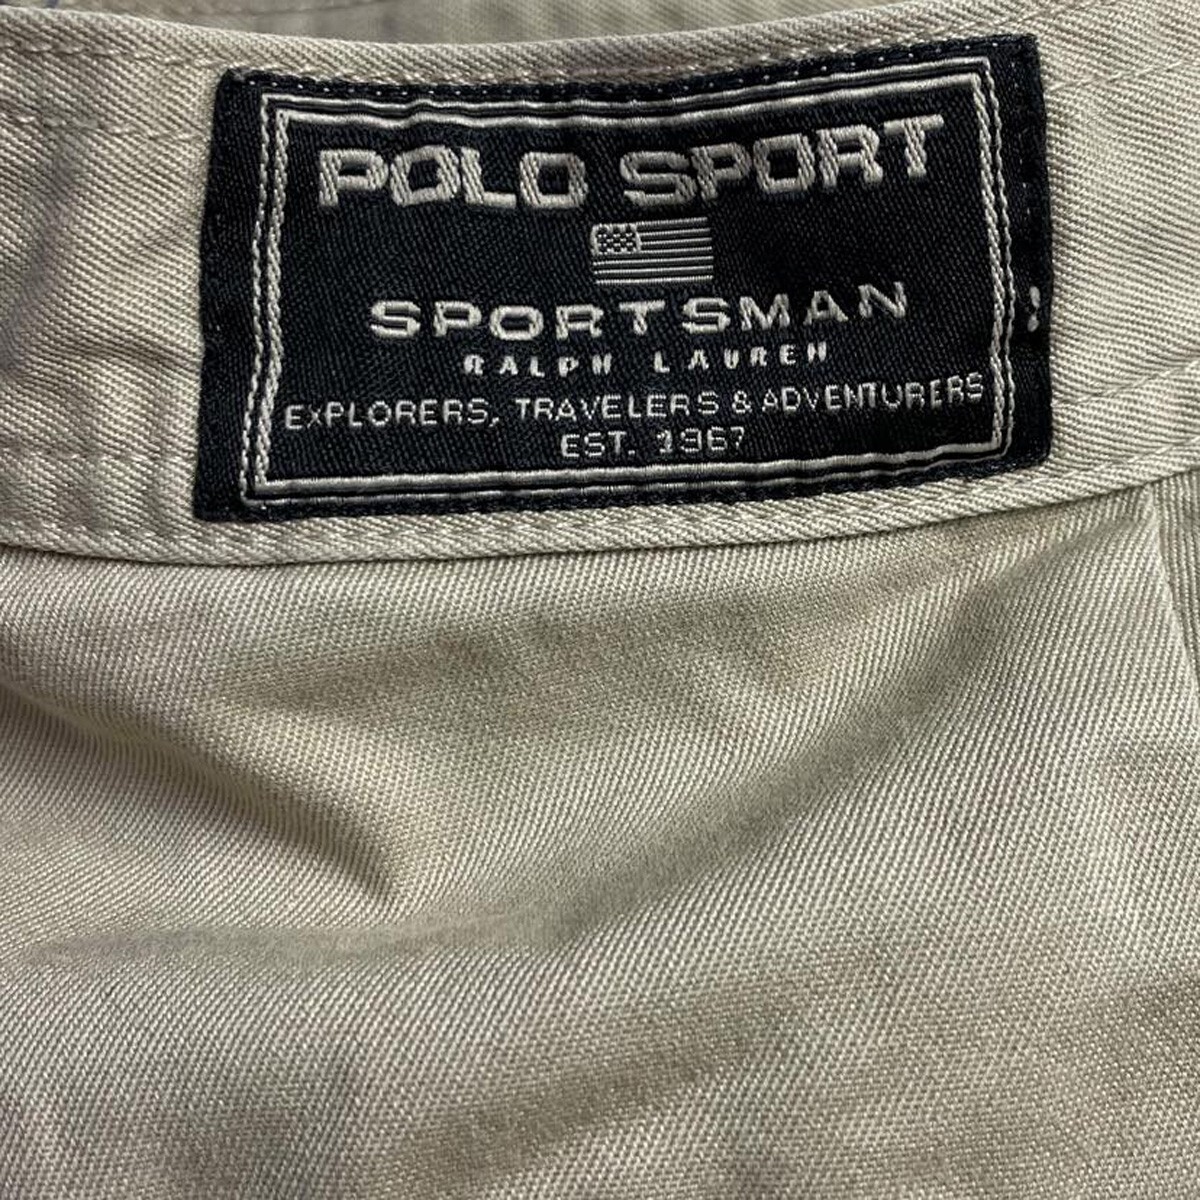 POLO SPORT
SPORTSMAN
RALPH LAUREN
EXPLORERS, TRAVELERS & ADVENTURERS
EST. 1967